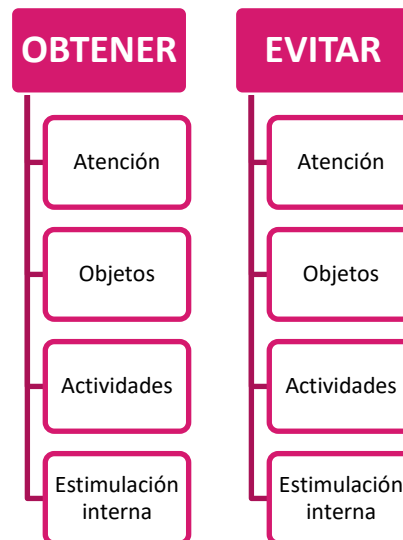 OBTENER
Atención
Objetos
Actividades
Estimulación
interna
EVITAR
Atención
Objetos
Actividades
Estimulación
interna